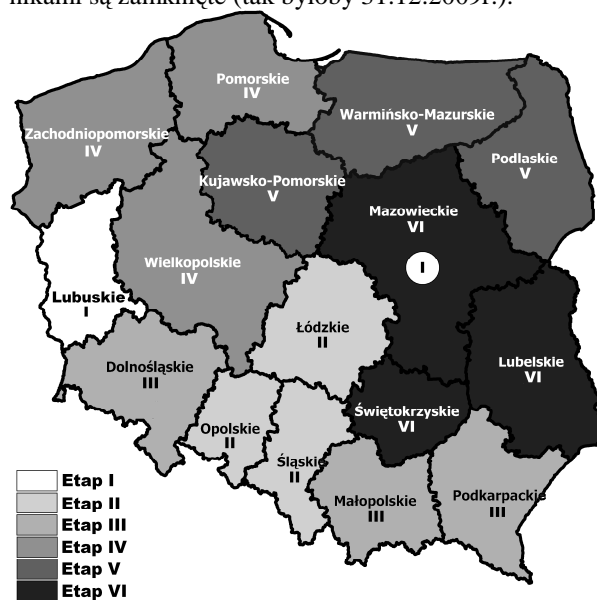 nikami są zamknięte (tak byłoby 31.12.2009r.).
Pomorskie
IV
Warmińsko-Mazurskie
V
Zachodniopomorskie
IV
Podlaskie
V
Kujawsko-Pomorskie
V
Mazowieckie
VI
I
Wielkopolskie
IV
Lubuskie
I
Łódzkie
II
Dolnośląskie
III
Lubelskie
VI
Świętokrzyskie
VI
Opolskie
II
Śląskie
II
Małopolskie
III
Podkarpackie
III
Etap I
Etap II
Etap III
Etap IV
Etap V
Etap VI